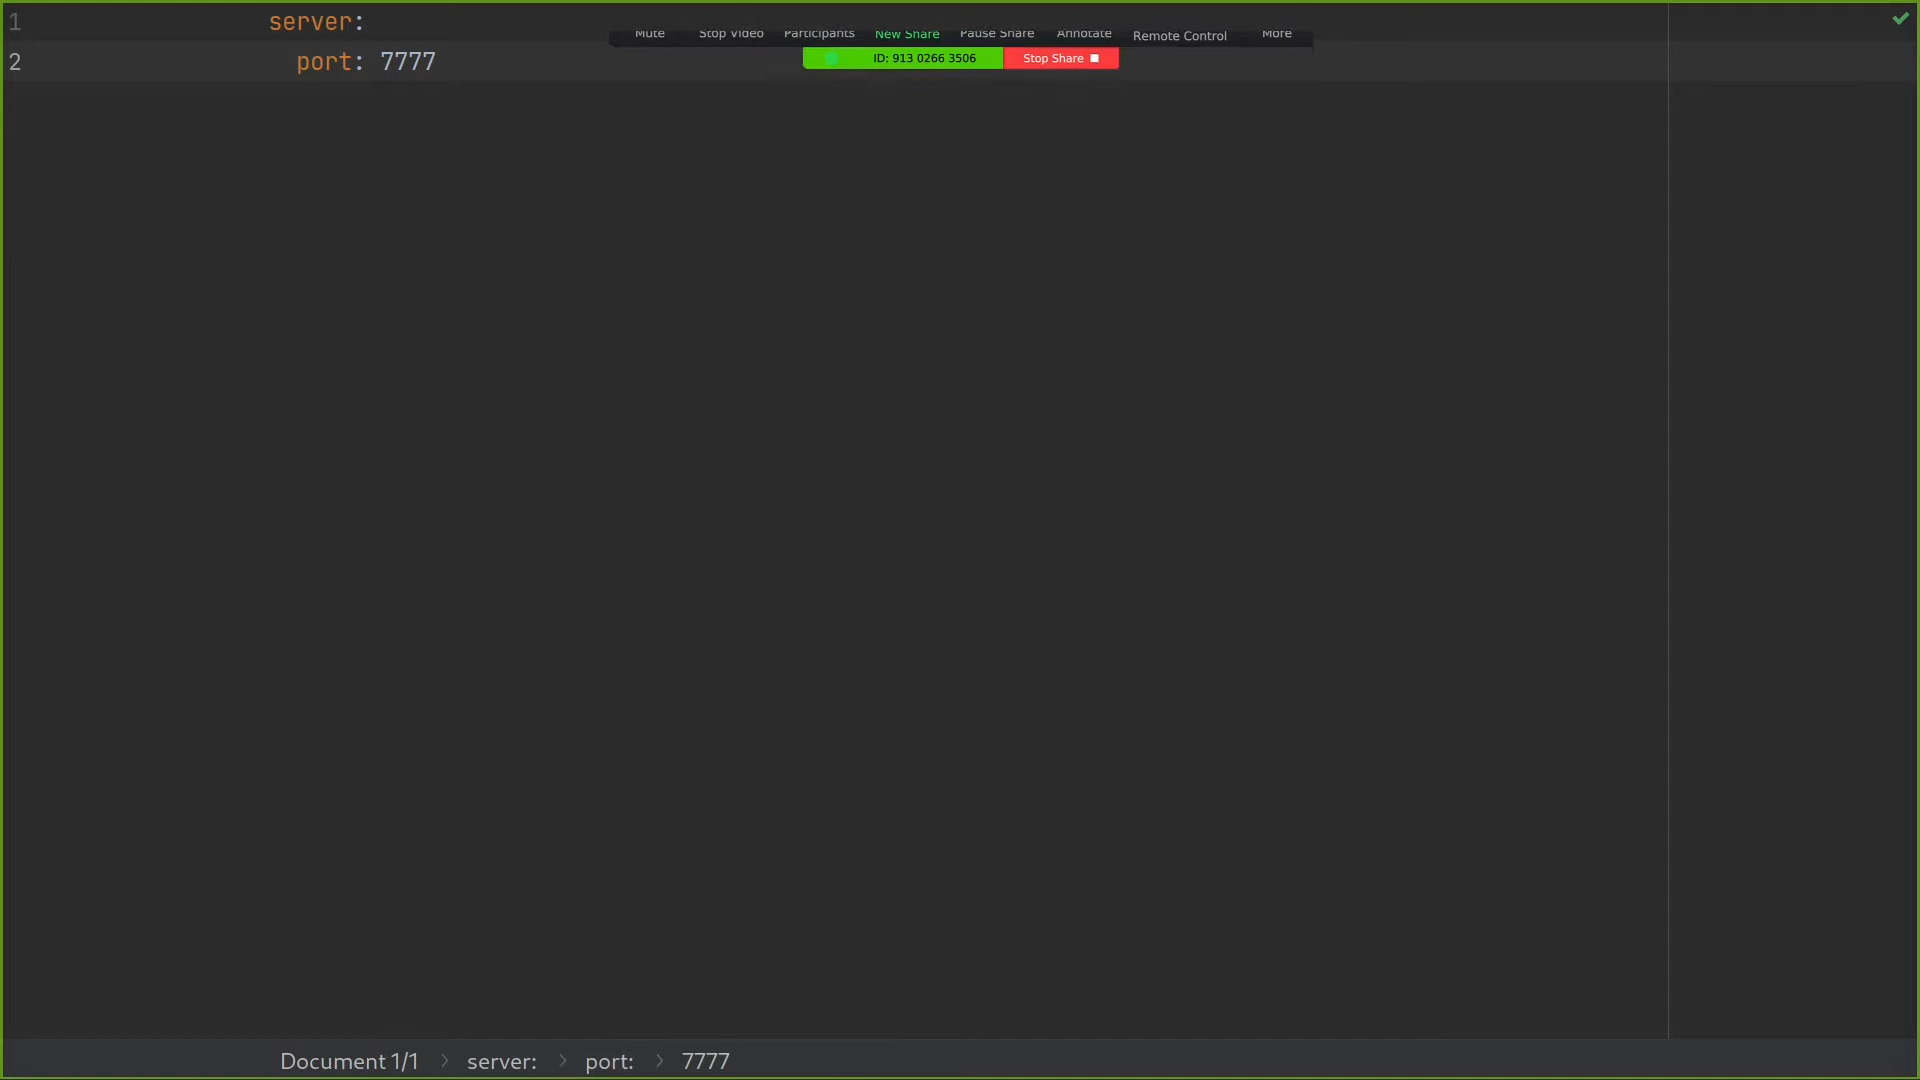 1 server:
2 port: 7777
Mute Stop Video Participants New Share Pause Share Annotate Remote Control More
ID: 913 0266 3506 Stop Share
Document 1/1 > server: > port: > 7777